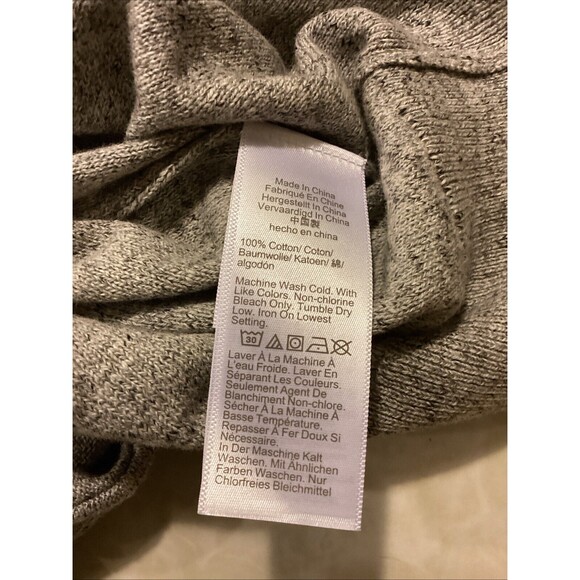 Made In China
Fabriqué En Chine
Hergestellt In China
Vervaardigd In China
中国製
hecho en china
100% Cotton/ Coton/
Baumwolle/ Katoen/ 綿/
algodón
Machine Wash Cold. With
Like Colors. Non-chlorine
Bleach Only. Tumble Dry
Low. Iron On Lowest
Setting.
30
Laver À La Machine À
L'eau Froide. Laver En
Séparant Les Couleurs.
Seulement Agent De
Blanchiment Non-chlore.
Sécher À La Machine À
Basse Température.
Repasser À Fer Doux Si
Nécessaire.
In Der Maschine Kalt
Waschen. Mit Ähnlichen
Farben Waschen. Nur
Chlorfreies Bleichmittel